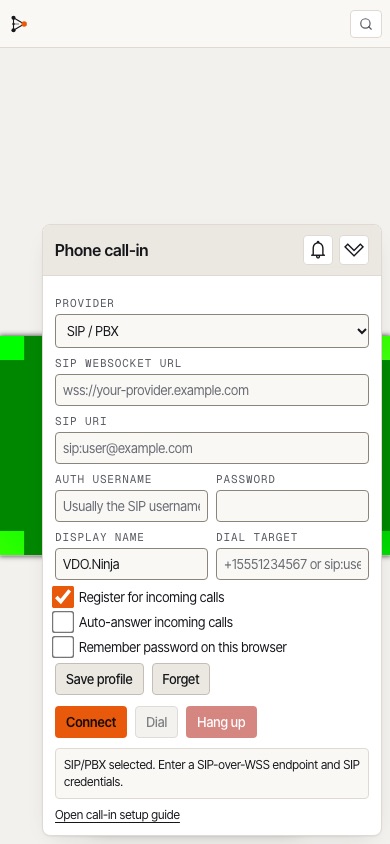 Phone call-in
PROVIDER
SIP / PBX
SIP WEBSOCKET URL
wss://your-provider.example.com
SIP URI
sip:user@example.com
AUTH USERNAME PASSWORD
Usually the SIP username
DISPLAY NAME DIAL TARGET
VDO.Ninja +15551234567 or sip:use
Register for incoming calls
Auto-answer incoming calls
Remember password on this browser
Save profile Forget
Connect Dial Hang up
SIP/PBX selected. Enter a SIP-over-WSS endpoint and SIP
credentials.
Open call-in setup guide